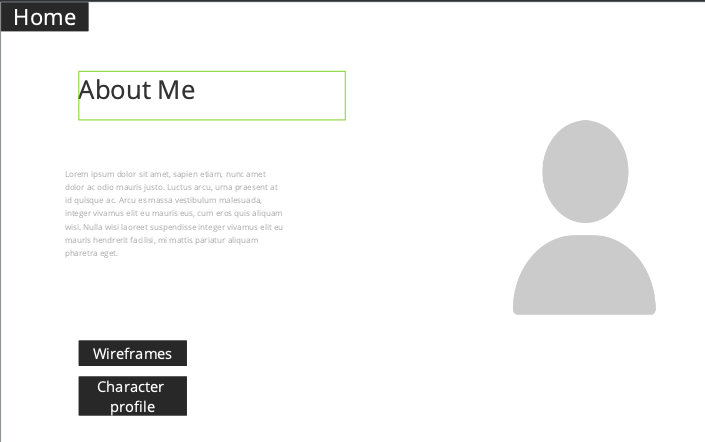 Home
About Me
Lorem ipsum dolor sit amet, sapien etiam, nunc amet
dolor ac odio mauris justo. Luctus arcu, urna praesent at
id quisque ac. Arcu es massa vestibulum malesuada,
integer vivamus elit eu mauris eus, cum eros quis aliquam
wisi. Nulla wisi laoreet suspendisse integer vivamus elit eu
mauris hendrerit facilisi, mi mattis pariatur aliquam
pharetra eget.
Wireframes
Character
profile